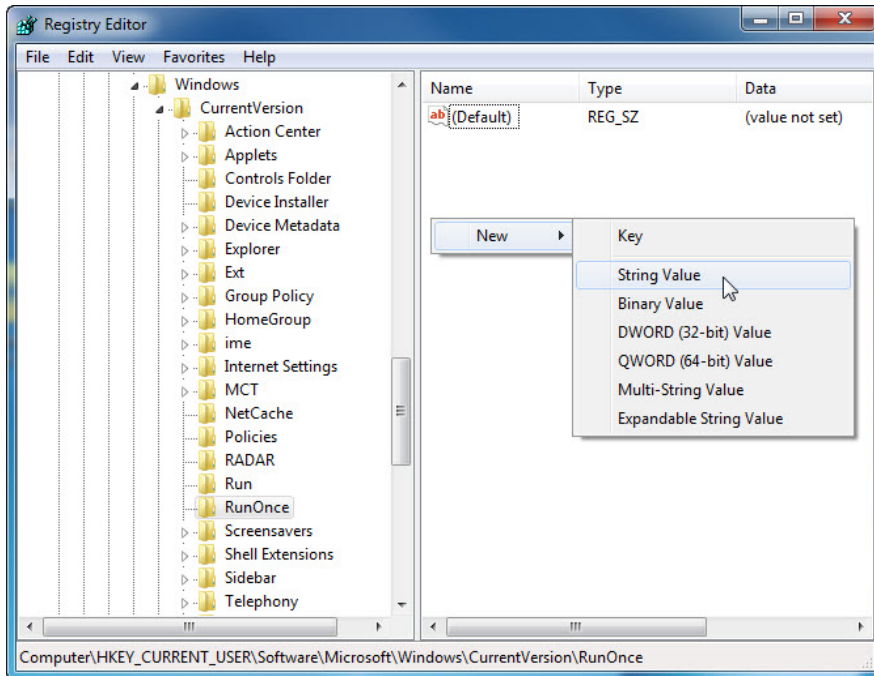 Registry Editor
File Edit View Favorites Help
Windows
CurrentVersion
Action Center
Applets
Controls Folder
Device Installer
Device Metadata
Explorer
Ext
Group Policy
HomeGroup
ime
Internet Settings
MCT
NetCache
Policies
RADAR
Run
RunOnce
Screensavers
Shell Extensions
Sidebar
Telephony
Name Type Data
ab (Default) REG_SZ (value not set)
New
Key
String Value
Binary Value
DWORD (32-bit) Value
QWORD (64-bit) Value
Multi-String Value
Expandable String Value
Computer\HKEY_CURRENT_USER\Software\Microsoft\Windows\CurrentVersion\RunOnce